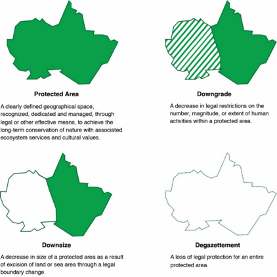 Protected Area
A clearly defined geographical space,
recognized, dedicated and managed, through
legal or other effective means, to achieve the
long-term conservation of nature with associated
ecosystem services and cultural values.
Downgrade
A decrease in legal restrictions on the
number, magnitude, or extent of human
activities within a protected area.
Downsize
A decrease in size of a protected area as a result
of excision of land or sea area through a legal
boundary change.
Degazettement
A loss of legal protection for an entire
protected area.